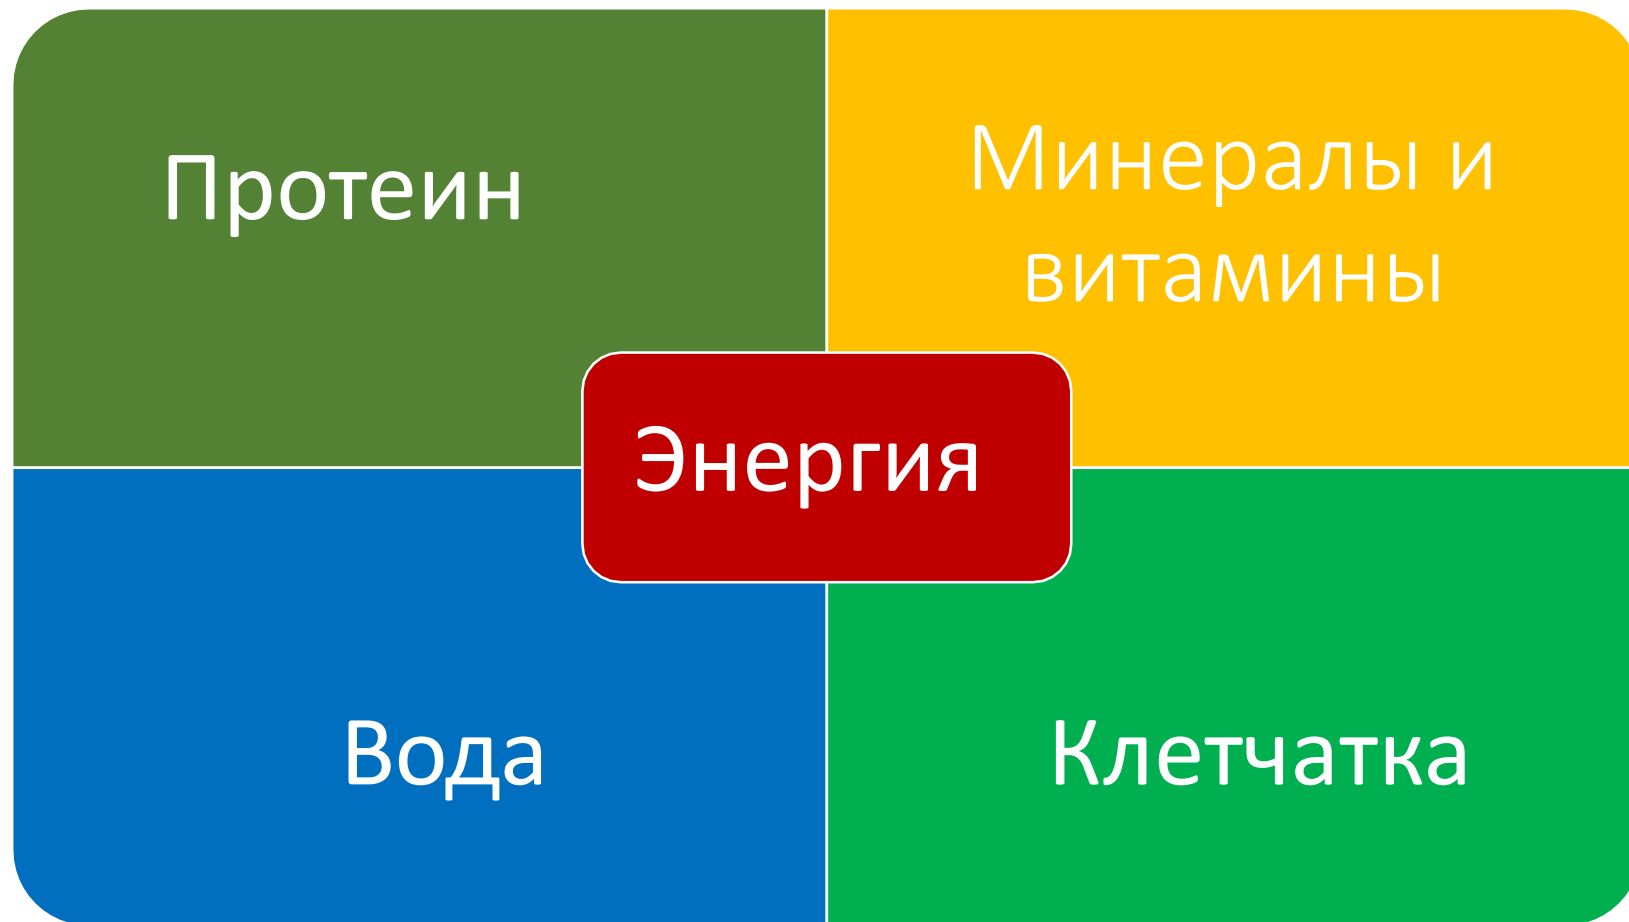 Протеин
Минералы и
витамины
Энергия
Вода
Клетчатка